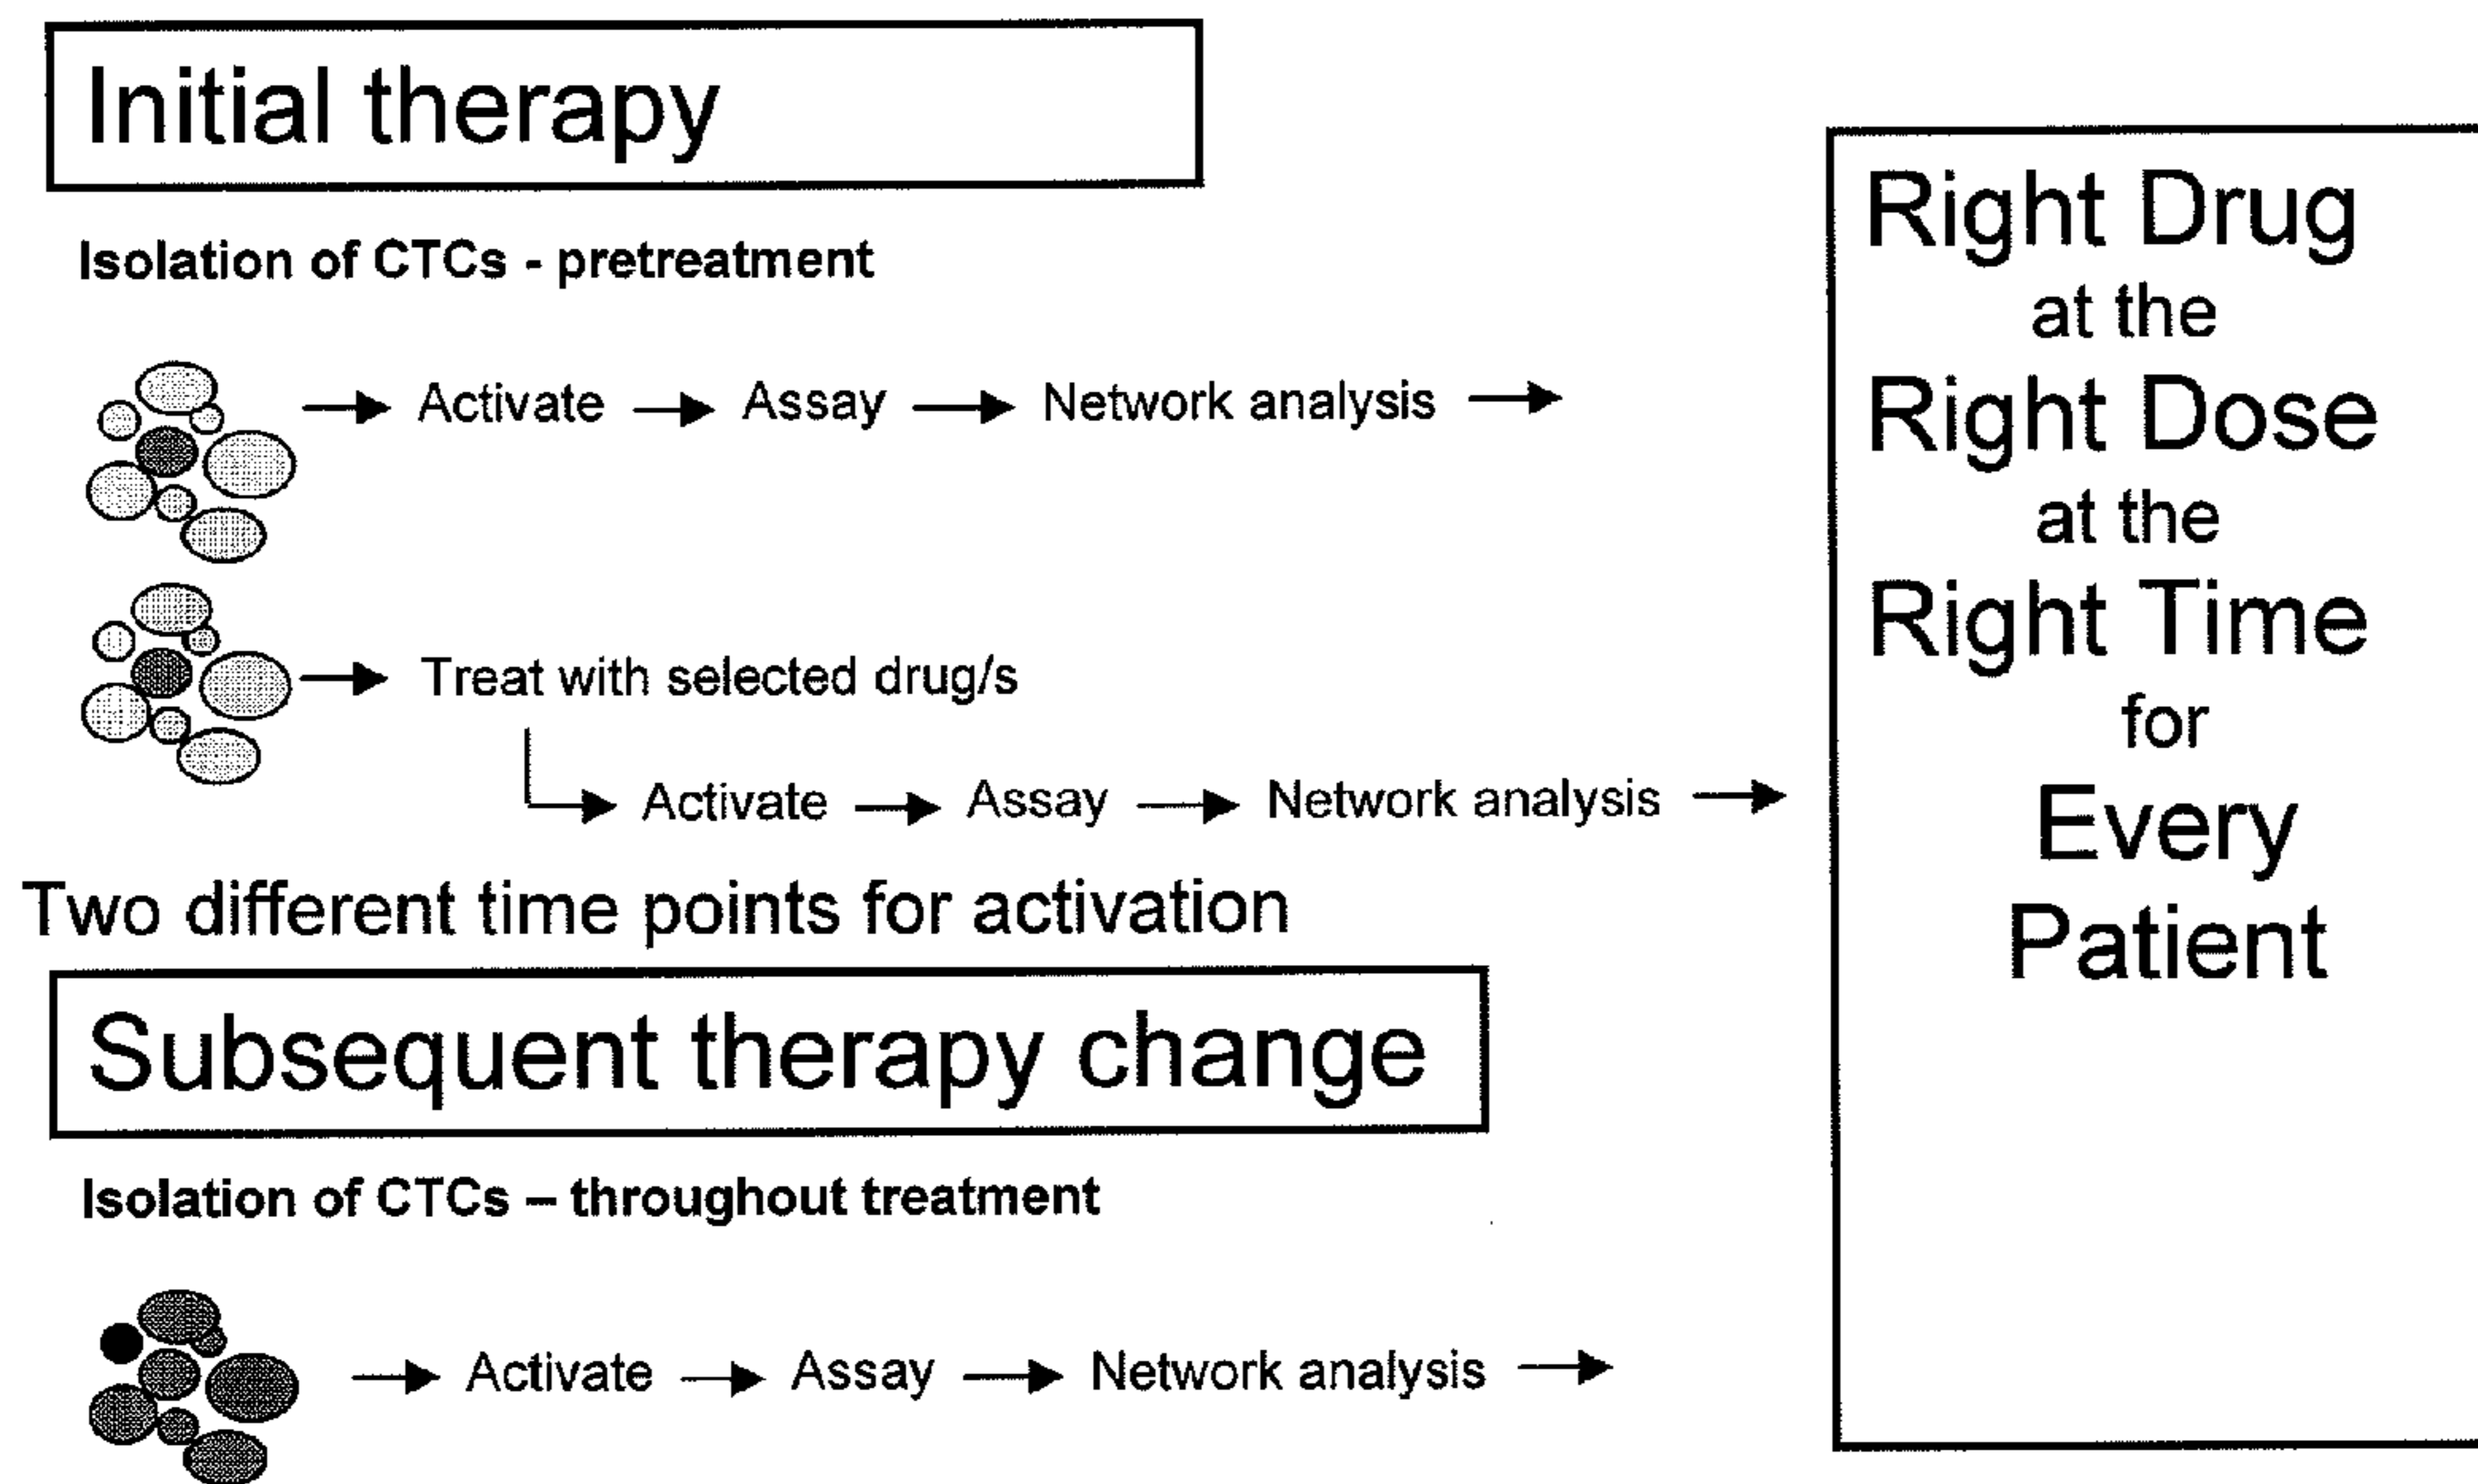 Initial therapy
Isolation of CTCs - pretreatment
Activate Assay Network analysis
Treat with selected drug/s
Activate Assay Network analysis
Two different time points for activation
Subsequent therapy change
Isolation of CTCs – throughout treatment
Activate Assay Network analysis
Right Drug
at the
Right Dose
at the
Right Time
for
Every
Patient